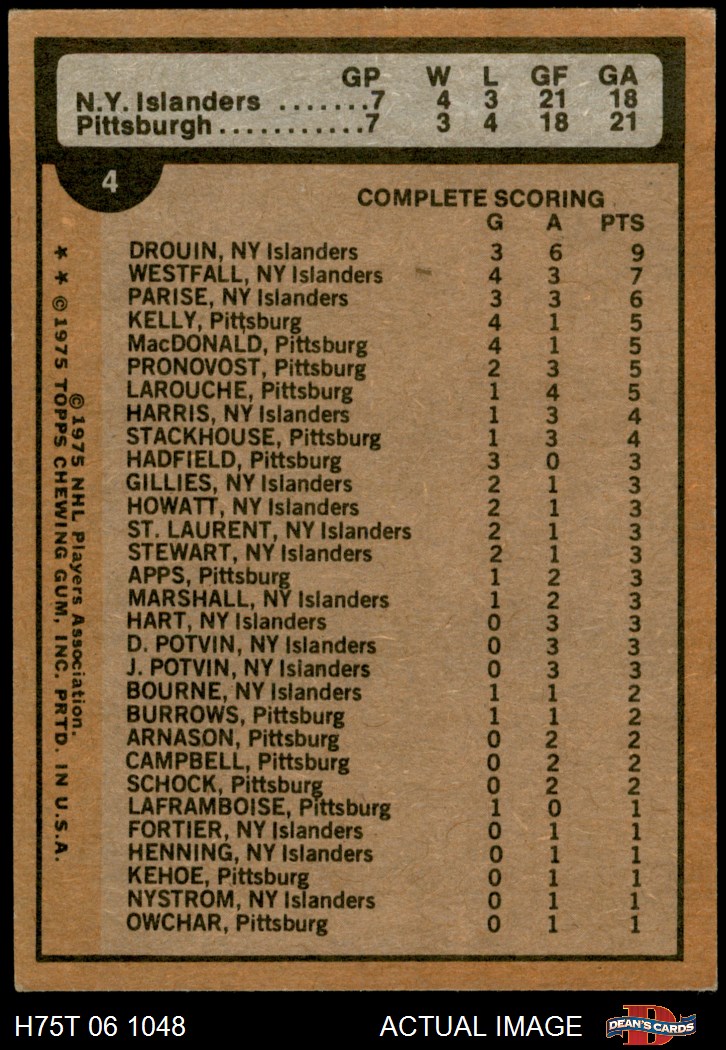 GP W L GF GA
N.Y. Islanders .......7 4 3 21 18
Pittsburgh...........7 3 4 18 21
4
COMPLETE SCORING
G A PTS
DROUIN, NY Islanders 3 6 9
WESTFALL, NY Islanders 4 3 7
PARISE, NY Islanders 3 3 6
KELLY, Pittsburg 4 1 5
MacDONALD, Pittsburg 4 1 5
PRONOVOST, Pittsburg 2 3 5
LAROUCHE, Pittsburg 1 4 5
HARRIS, NY Islanders 1 3 4
STACKHOUSE, Pittsburg 1 3 4
HADFIELD, Pittsburg 3 0 3
GILLIES, NY Islanders 2 1 3
HOWATT, NY Islanders 2 1 3
ST. LAURENT, NY Islanders 2 1 3
STEWART, NY Islanders 2 1 3
APPS, Pittsburg 1 2 3
MARSHALL, NY Islanders 1 2 3
HART, NY Islanders 0 3 3
D. POTVIN, NY Islanders 0 3 3
J. POTVIN, NY Islanders 0 3 3
BOURNE, NY Islanders 1 1 2
BURROWS, Pittsburg 1 1 2
ARNASON, Pittsburg 0 2 2
CAMPBELL, Pittsburg 0 2 2
SCHOCK, Pittsburg 0 2 2
LAFRAMBOISE, Pittsburg 1 0 1
FORTIER, NY Islanders 0 1 1
HENNING, NY Islanders 0 1 1
KEHOE, Pittsburg 0 1 1
NYSTROM, NY Islanders 0 1 1
OWCHAR, Pittsburg 0 1 1
© 1975 NHL Players Association.
★ ★ © 1975 TOPPS CHEWING GUM, INC. PRTD. IN U.S.A.
H75T 06 1048 ACTUAL IMAGE
D
DEAN'S CARDS